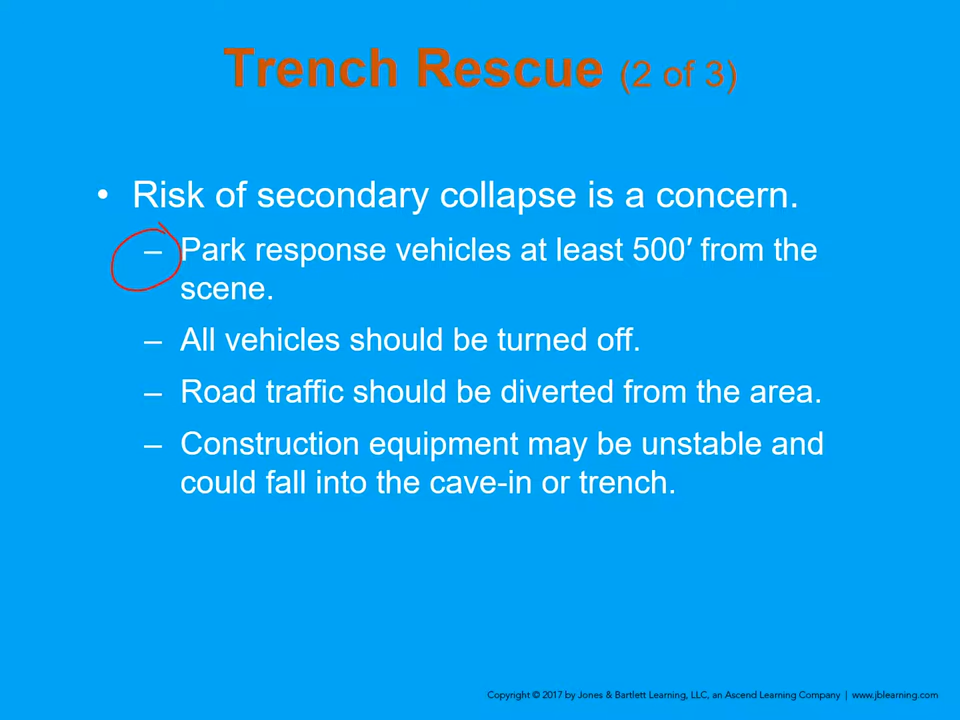 Trench Rescue (2 of 3)
• Risk of secondary collapse is a concern.
– Park response vehicles at least 500′ from the
scene.
– All vehicles should be turned off.
– Road traffic should be diverted from the area.
– Construction equipment may be unstable and
could fall into the cave-in or trench.
Copyright © 2017 by Jones & Bartlett Learning, LLC, an Ascend Learning Company | www.jblearning.com